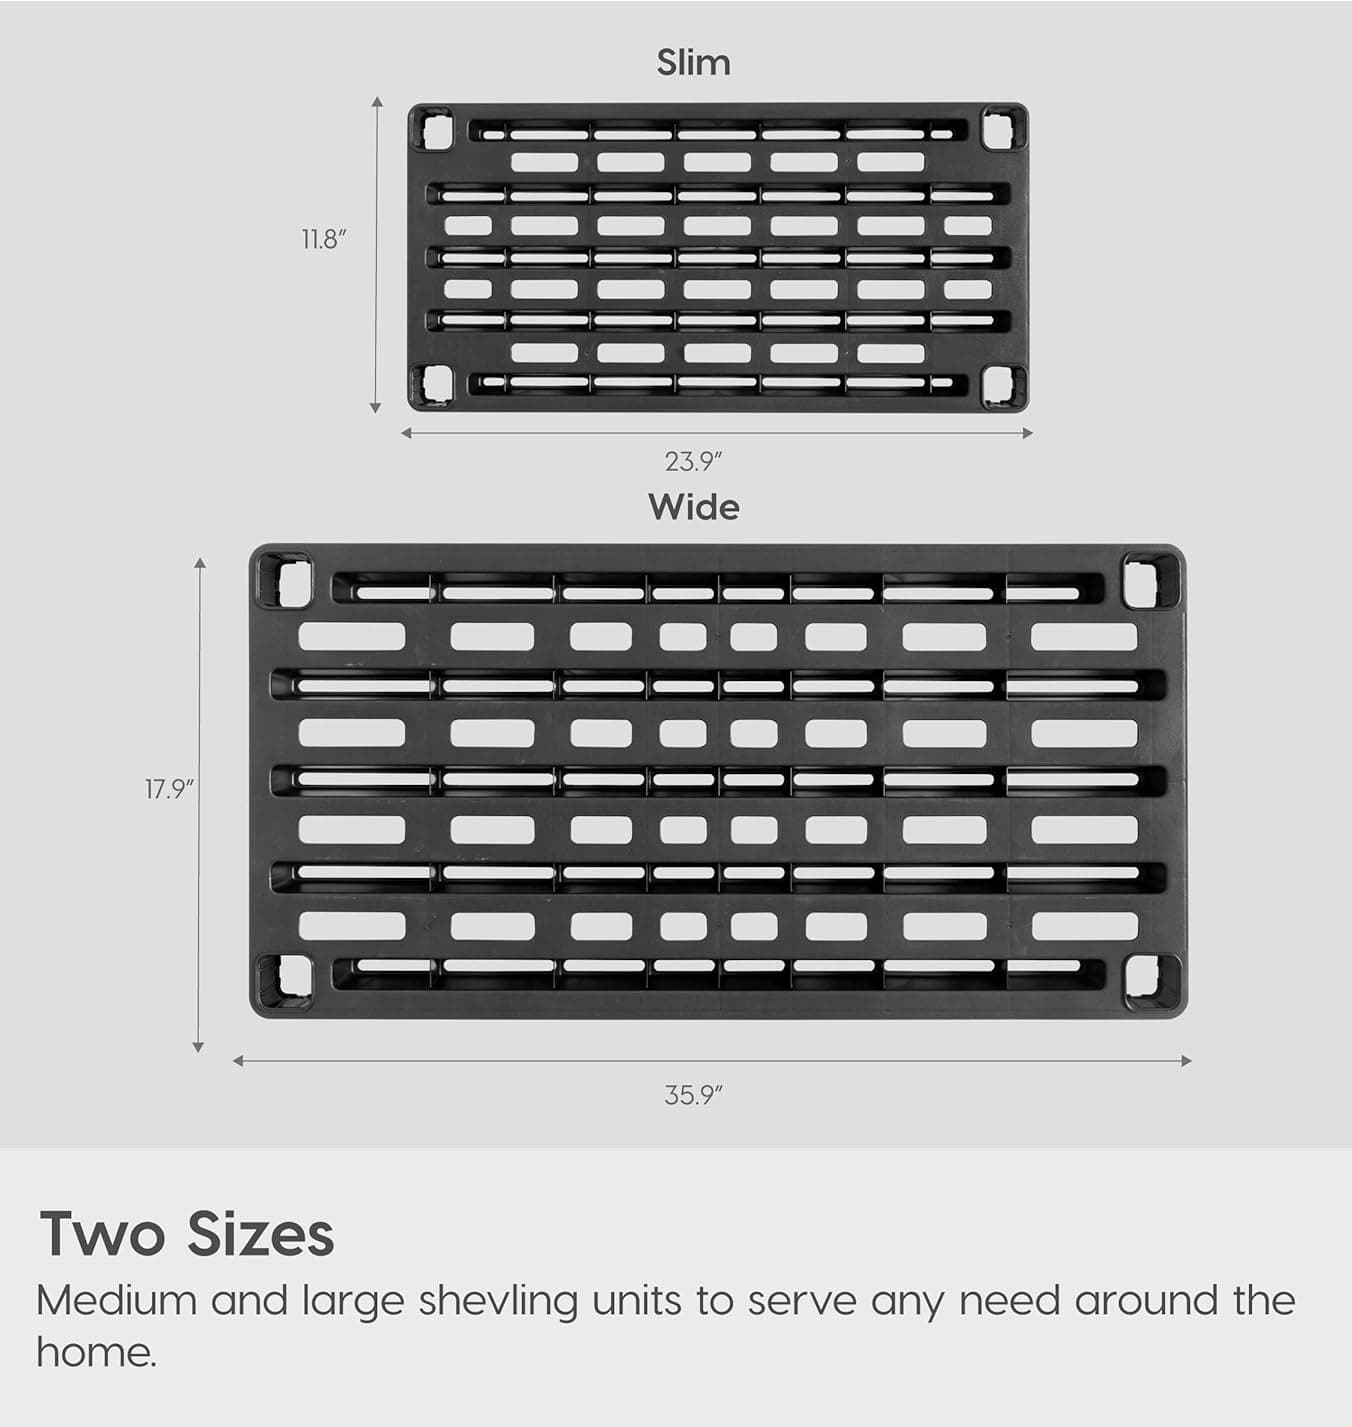 Slim
11.8"
23.9"
Wide
17.9"
35.9"
Two Sizes
Medium and large shevling units to serve any need around the
home.